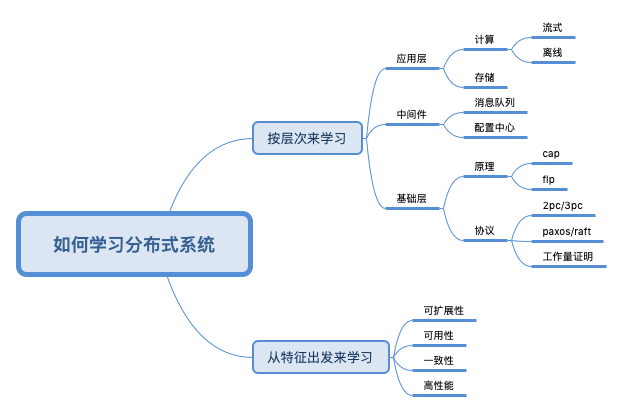 如何学习分布式系统
按层次来学习
应用层
计算
流式
离线
存储
中间件
消息队列
配置中心
基础层
原理
cap
flp
协议
2pc/3pc
paxos/raft
工作量证明
从特征出发来学习
可扩展性
可用性
一致性
高性能